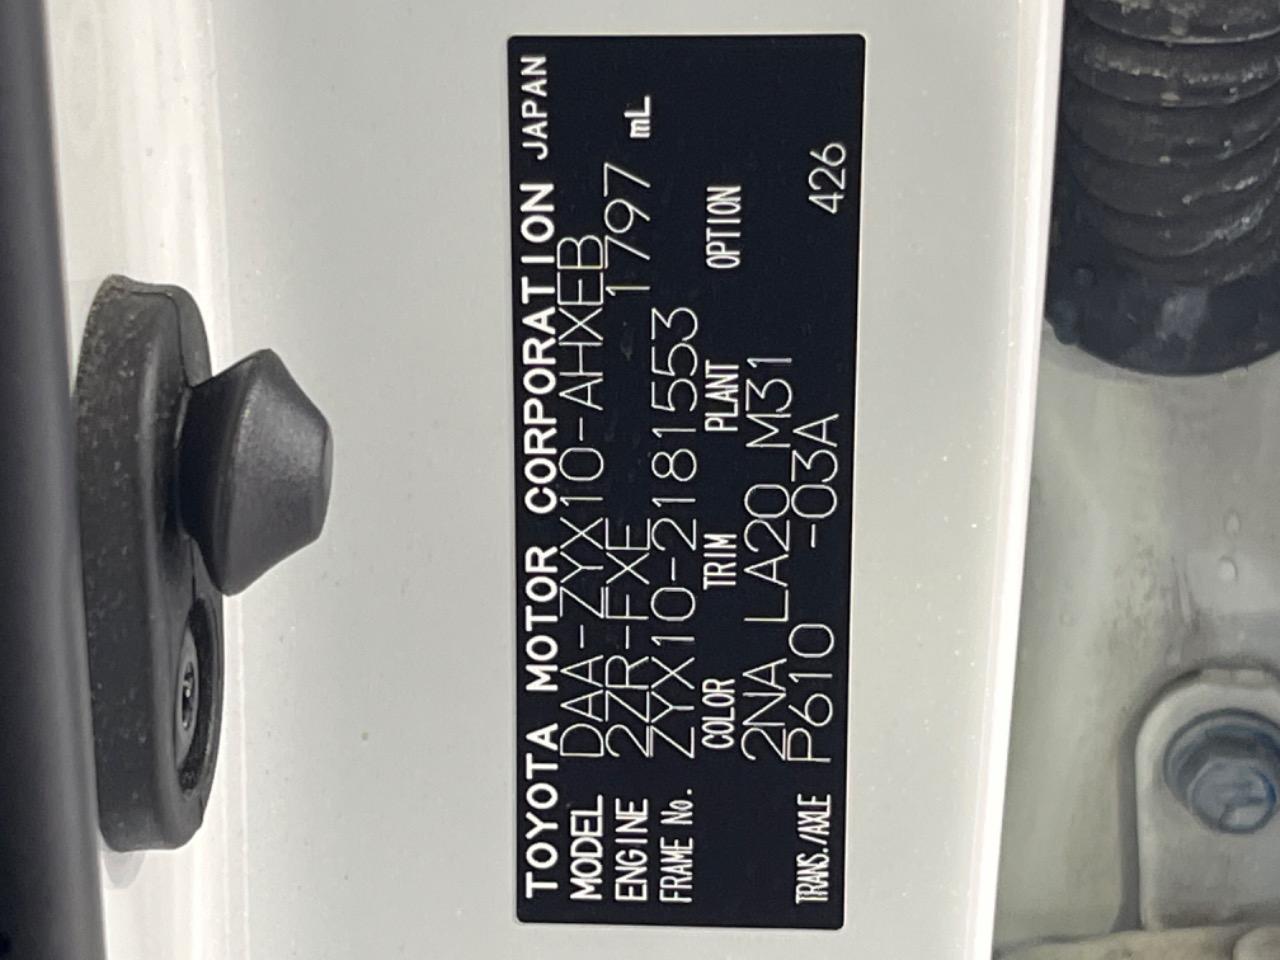 TOYOTA MOTOR CORPORATION JAPAN
MODEL DAA-ZYX10-AHXEB
ENGINE 2ZR-FXE 1797 mL
FRAME No. ZYX10-2181553
COLOR TRIM PLANT OPTION
2NA LA20 M31
TRANS./AXLE P610 -03A 426